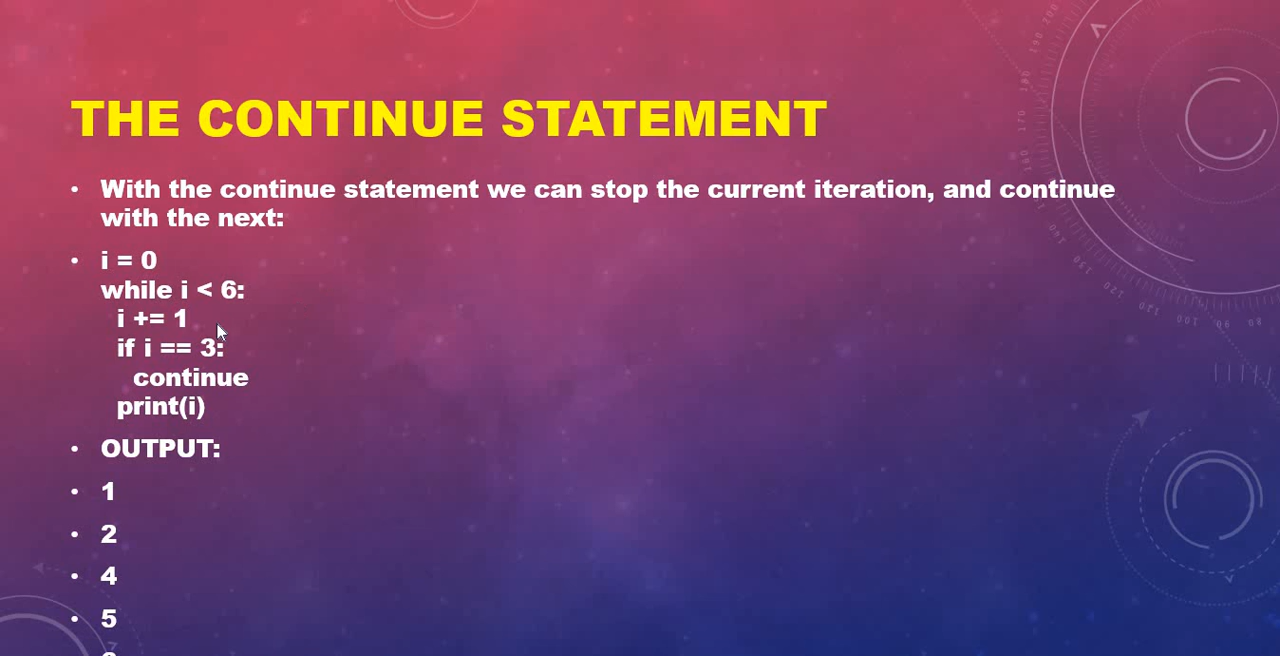 THE CONTINUE STATEMENT
• With the continue statement we can stop the current iteration, and continue
with the next:
• i = 0
while i < 6:
i += 1
if i == 3:
continue
print(i)
• OUTPUT:
• 1
• 2
• 4
• 5